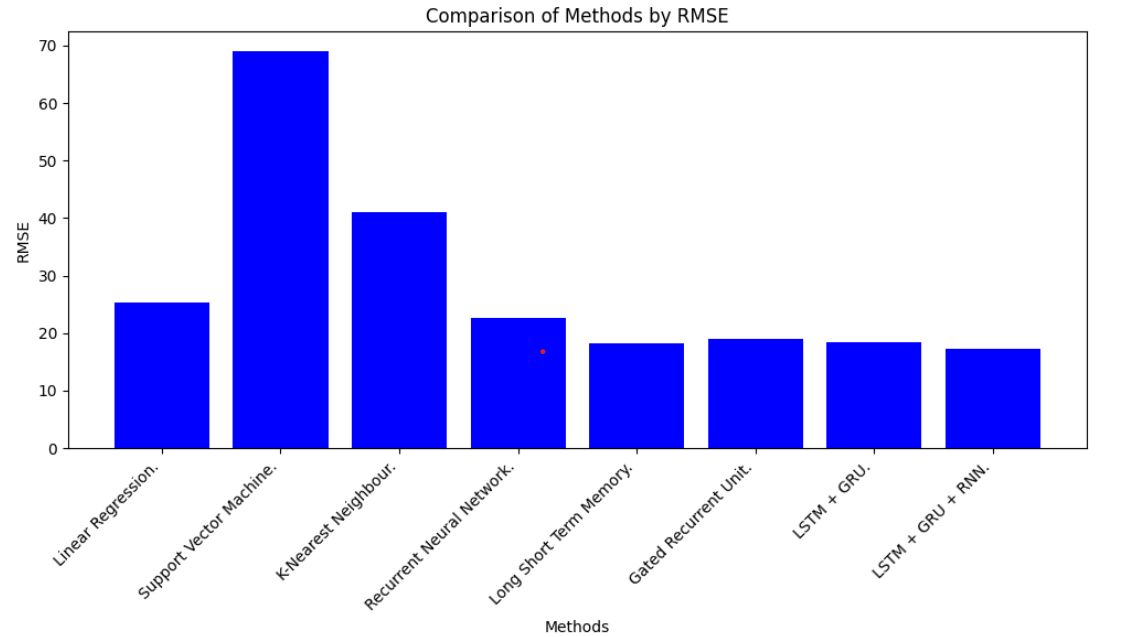 Comparison of Methods by RMSE
70
60
50
40
30
20
10
0
RMSE
Linear Regression.
Support Vector Machine.
K-Nearest Neighbour.
Recurrent Neural Network.
Long Short Term Memory.
Gated Recurrent Unit.
LSTM + GRU.
LSTM + GRU + RNN.
Methods